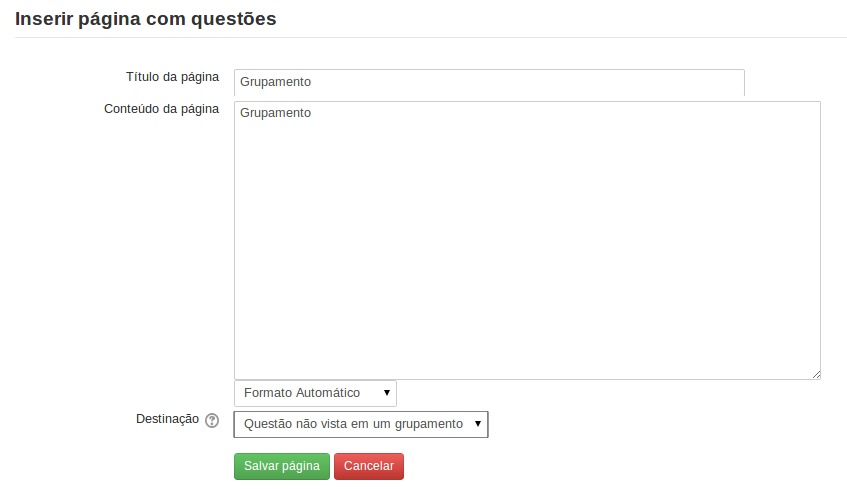 Inserir página com questões
Título da página
Grupamento
Conteúdo da página
Grupamento
Formato Automático
Destinação
Questão não vista em um grupamento
Salvar página
Cancelar